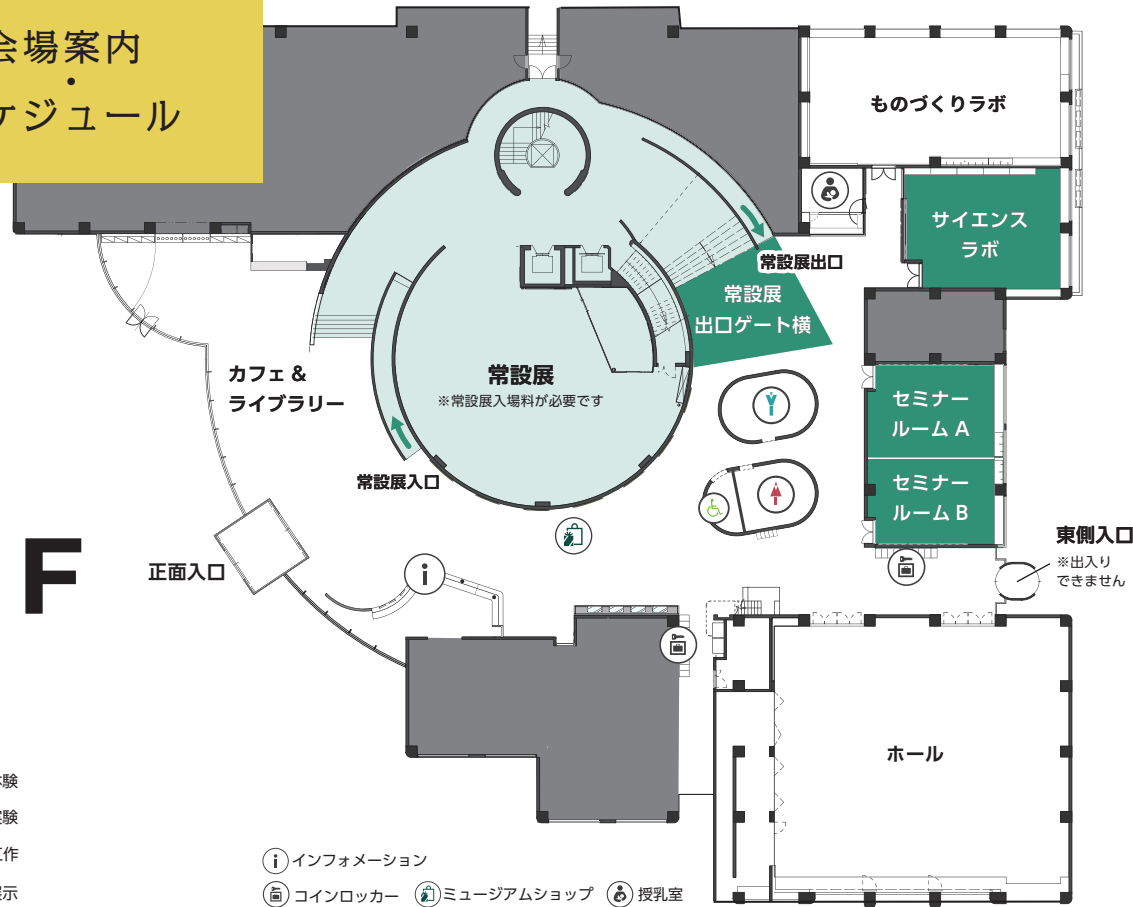 会場案内
・
ケジュール
ものづくりラボ
サイエンス
ラボ
常設展出口
常設展
出口ゲート横
カフェ &
ライブラリー
常設展
※常設展入場料が必要です
セミナー
ルーム A
常設展入口
セミナー
ルーム B
東側入口
※出入り
できません
正面入口
F
i
ホール
体験
実験
工作
展示
i インフォメーション
コインロッカー ミュージアムショップ 授乳室